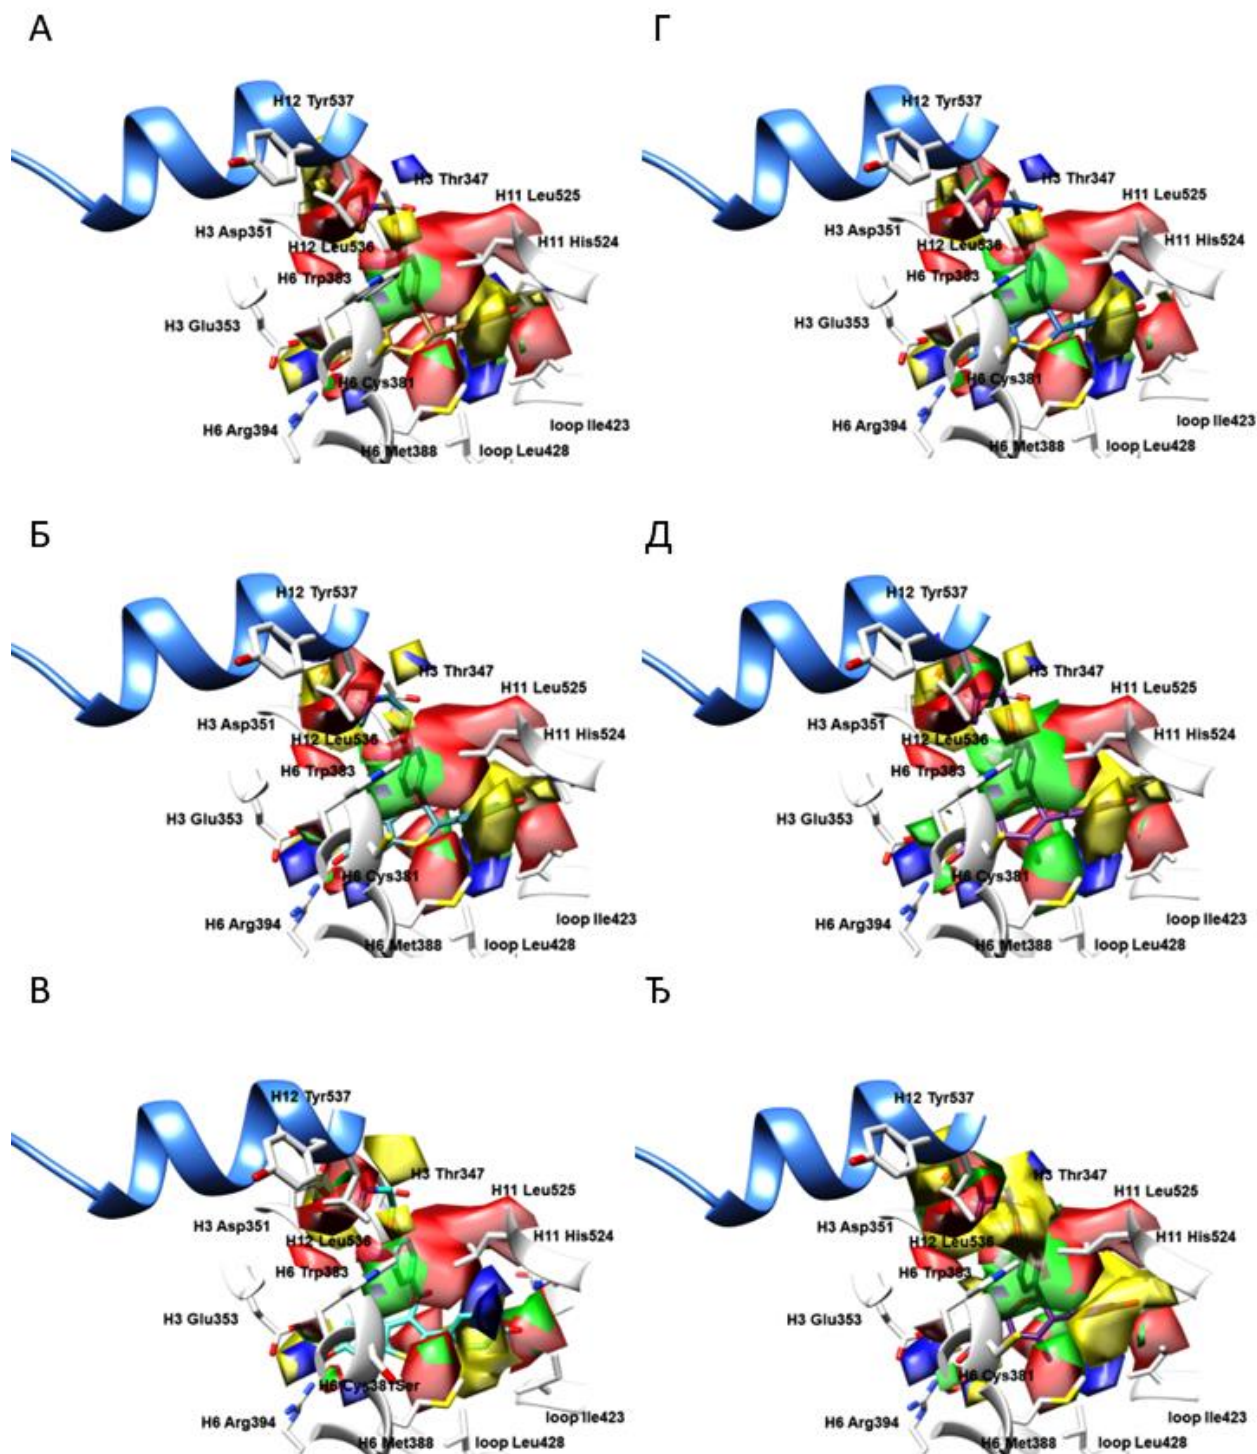 А
H12 Tyr537
H3 Thr347
H11 Leu525
H3 Asp351
H12 Leu536
H11 His524
H6 Trp383
H3 Glu353
H6 Cys381
loop Ile423
H6 Arg394
H6 Met388
loop Leu428
Г
H12 Tyr537
H3 Thr347
H11 Leu525
H3 Asp351
H12 Leu536
H11 His524
H6 Trp383
H3 Glu353
H6 Cys381
loop Ile423
H6 Arg394
H6 Met388
loop Leu428
Б
H12 Tyr537
H3 Thr347
H11 Leu525
H3 Asp351
H12 Leu536
H11 His524
H6 Trp383
H3 Glu353
H6 Cys381
loop Ile423
H6 Arg394
H6 Met388
loop Leu428
Д
H12 Tyr537
H3 Thr347
H11 Leu525
H3 Asp351
H12 Leu536
H11 His524
H6 Trp383
H3 Glu353
H6 Cys381
loop Ile423
H6 Arg394
H6 Met388
loop Leu428
В
H12 Tyr537
H3 Thr347
H11 Leu525
H3 Asp351
H12 Leu536
H11 His524
H6 Trp383
H3 Glu353
H6 Cys381Ser
loop Ile423
H6 Arg394
H6 Met388
loop Leu428
Ђ
H12 Tyr537
H3 Thr347
H11 Leu525
H3 Asp351
H12 Leu536
H11 His524
H6 Trp383
H3 Glu353
H6 Cys381
loop Ile423
H6 Arg394
H6 Met388
loop Leu428